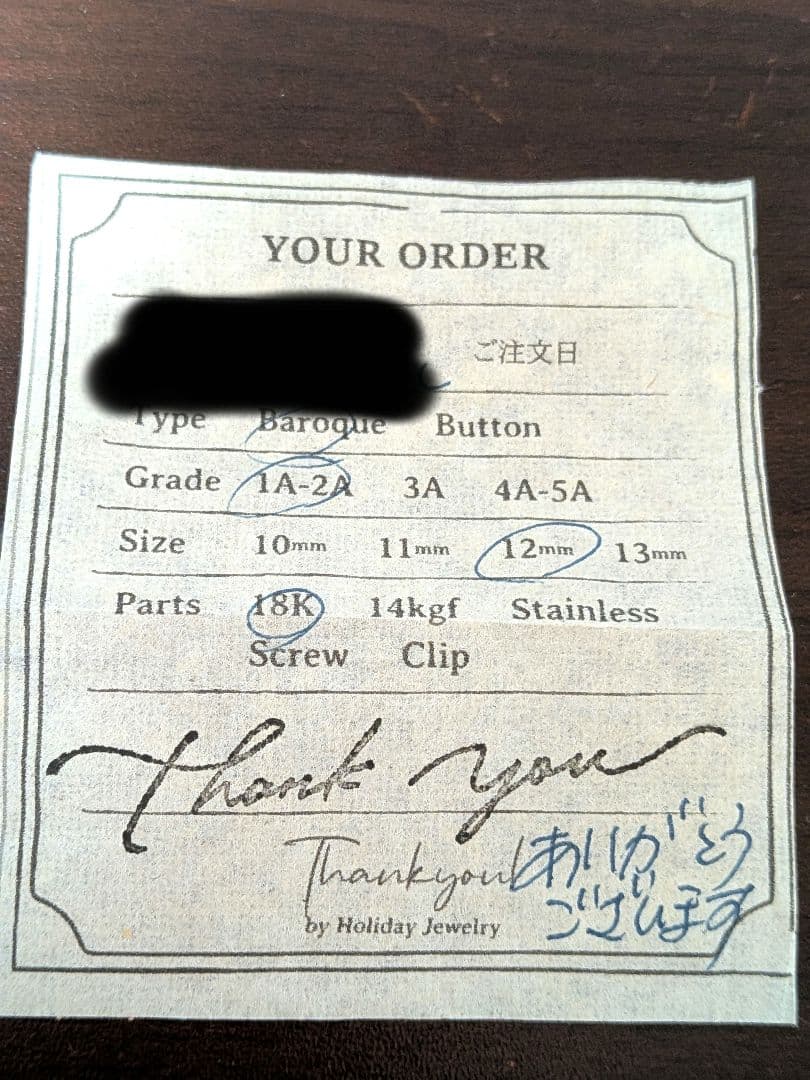 YOUR ORDER
ご注文日
Type Baroque Button
Grade 1A-2A 3A 4A-5A
Size 10mm 11mm 12mm 13mm
Parts 18K 14kgf Stainless
Screw Clip
Thank you
Thankyou!
by Holiday Jewelry
ありがとう
ございます